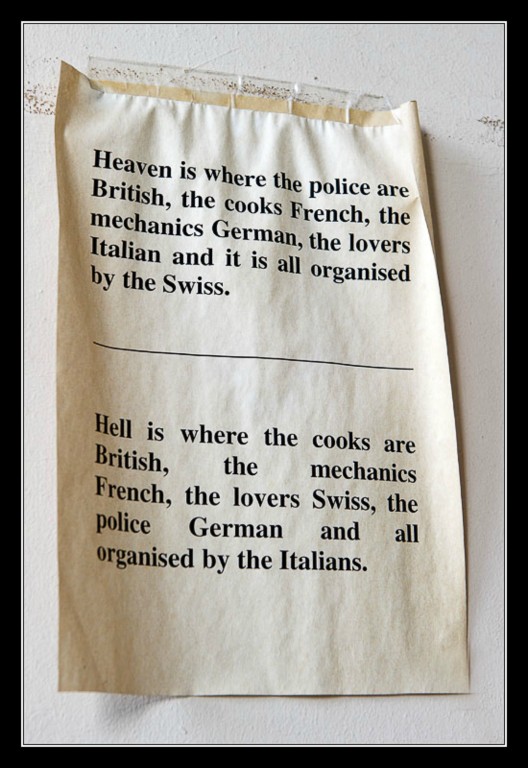 Heaven is where the police are
British, the cooks French, the
mechanics German, the lovers
Italian and it is all organised
by the Swiss.
Hell is where the cooks are
British, the mechanics
French, the lovers Swiss, the
police German and all
organised by the Italians.